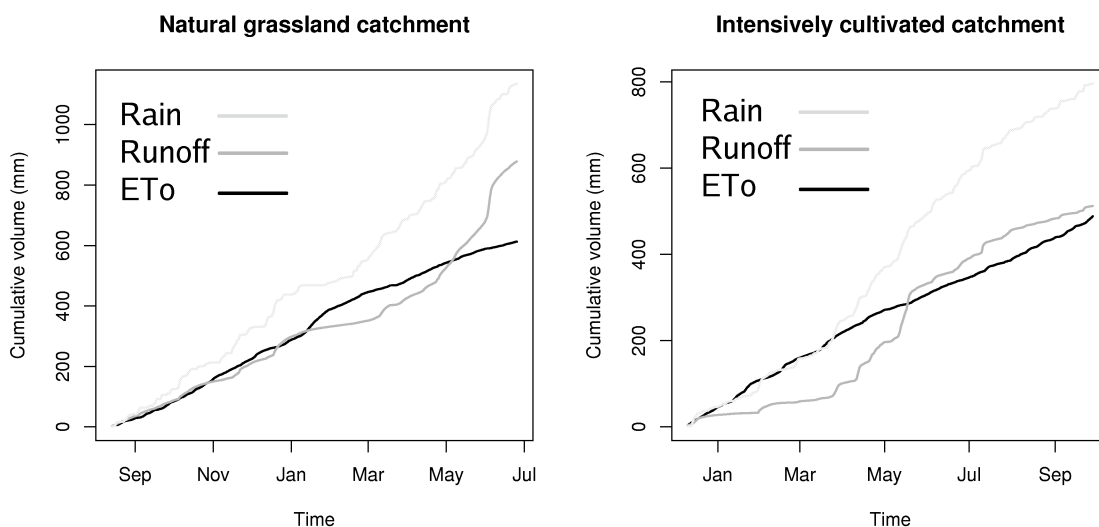 Natural grassland catchment
Cumulative volume (mm)
1000
800
600
400
200
0
Rain
Runoff
ETo
Sep Nov Jan Mar May Jul
Time
Intensively cultivated catchment
Cumulative volume (mm)
800
600
400
200
0
Rain
Runoff
ETo
Jan Mar May Jul Sep
Time